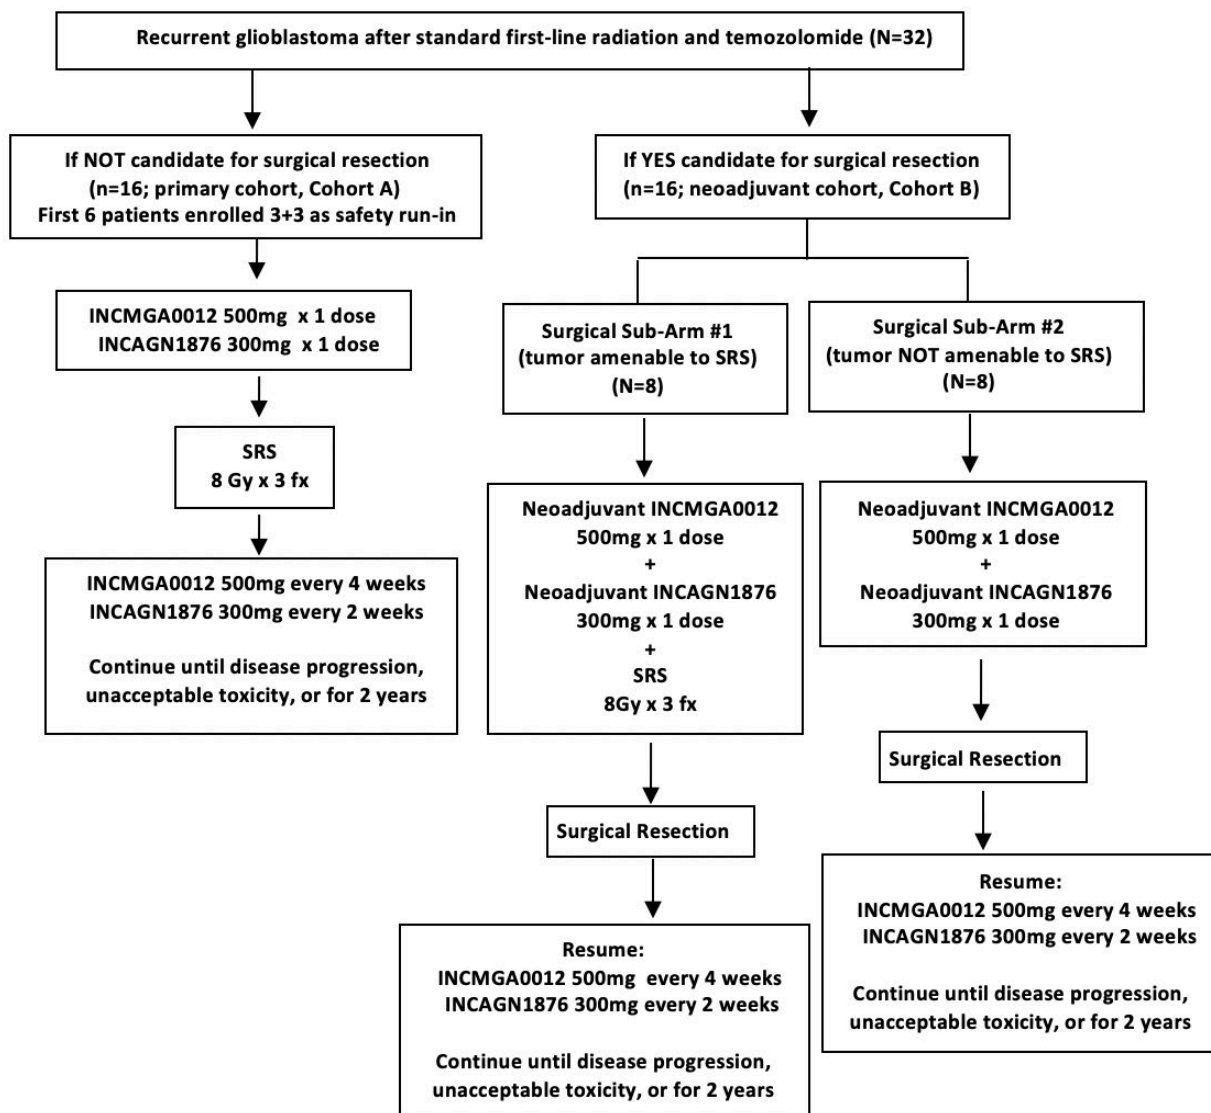 Recurrent glioblastoma after standard first-line radiation and temozolomide (N=32)
If NOT candidate for surgical resection
(n=16; primary cohort, Cohort A)
First 6 patients enrolled 3+3 as safety run-in
INCMGA0012 500mg x 1 dose
INCAGN1876 300mg x 1 dose
SRS
8 Gy x 3 fx
INCMGA0012 500mg every 4 weeks
INCAGN1876 300mg every 2 weeks
Continue until disease progression,
unacceptable toxicity, or for 2 years
If YES candidate for surgical resection
(n=16; neoadjuvant cohort, Cohort B)
Surgical Sub-Arm #1
(tumor amenable to SRS)
(N=8)
Neoadjuvant INCMGA0012
500mg x 1 dose
+
Neoadjuvant INCAGN1876
300mg x 1 dose
+
SRS
8Gy x 3 fx
Surgical Resection
Resume:
INCMGA0012 500mg every 4 weeks
INCAGN1876 300mg every 2 weeks
Continue until disease progression,
unacceptable toxicity, or for 2 years
Surgical Sub-Arm #2
(tumor NOT amenable to SRS)
(N=8)
Neoadjuvant INCMGA0012
500mg x 1 dose
+
Neoadjuvant INCAGN1876
300mg x 1 dose
Surgical Resection
Resume:
INCMGA0012 500mg every 4 weeks
INCAGN1876 300mg every 2 weeks
Continue until disease progression,
unacceptable toxicity, or for 2 years